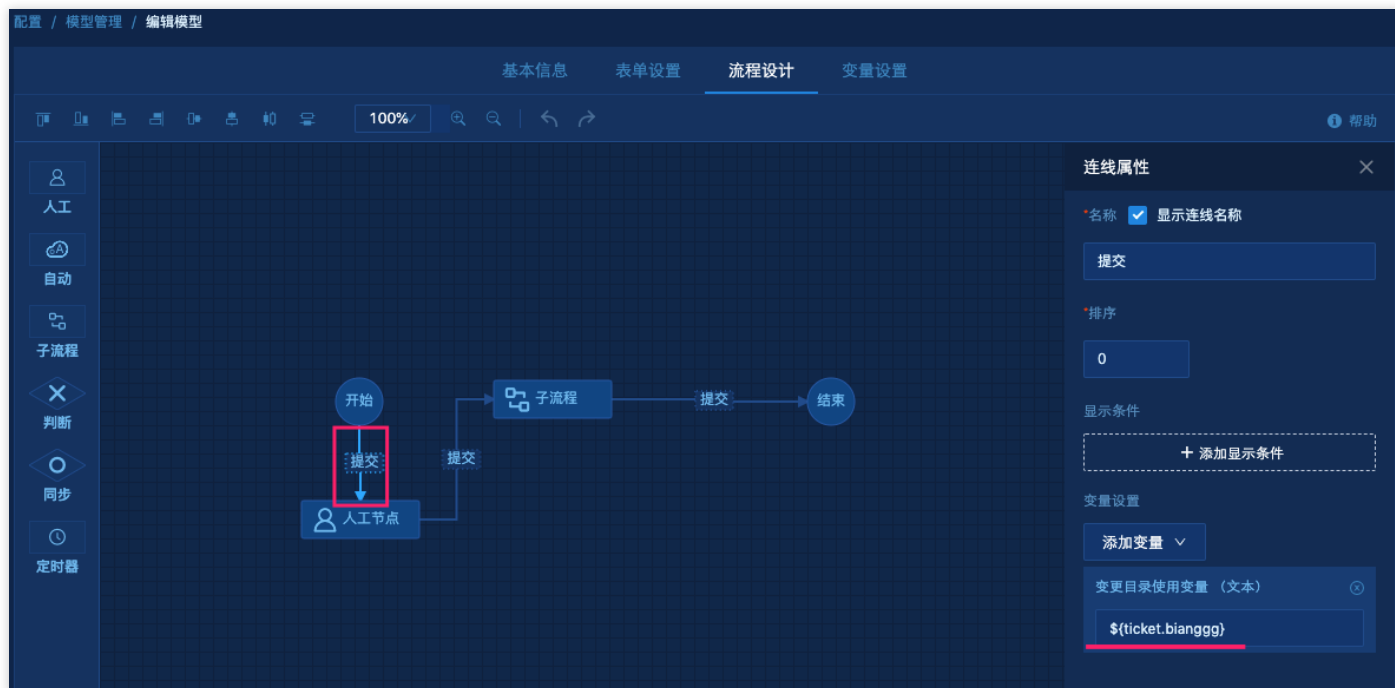 配置 / 模型管理 / 编辑模型
基本信息 表单设置 流程设计 变量设置
100%
帮助
人工
自动
子流程
判断
同步
定时器
开始
提交
人工节点
提交
子流程
提交
结束
连线属性
*名称 显示连线名称
提交
*排序
0
显示条件
+ 添加显示条件
变量设置
添加变量
变更目录使用变量 （文本）
${ticket.bianggg}